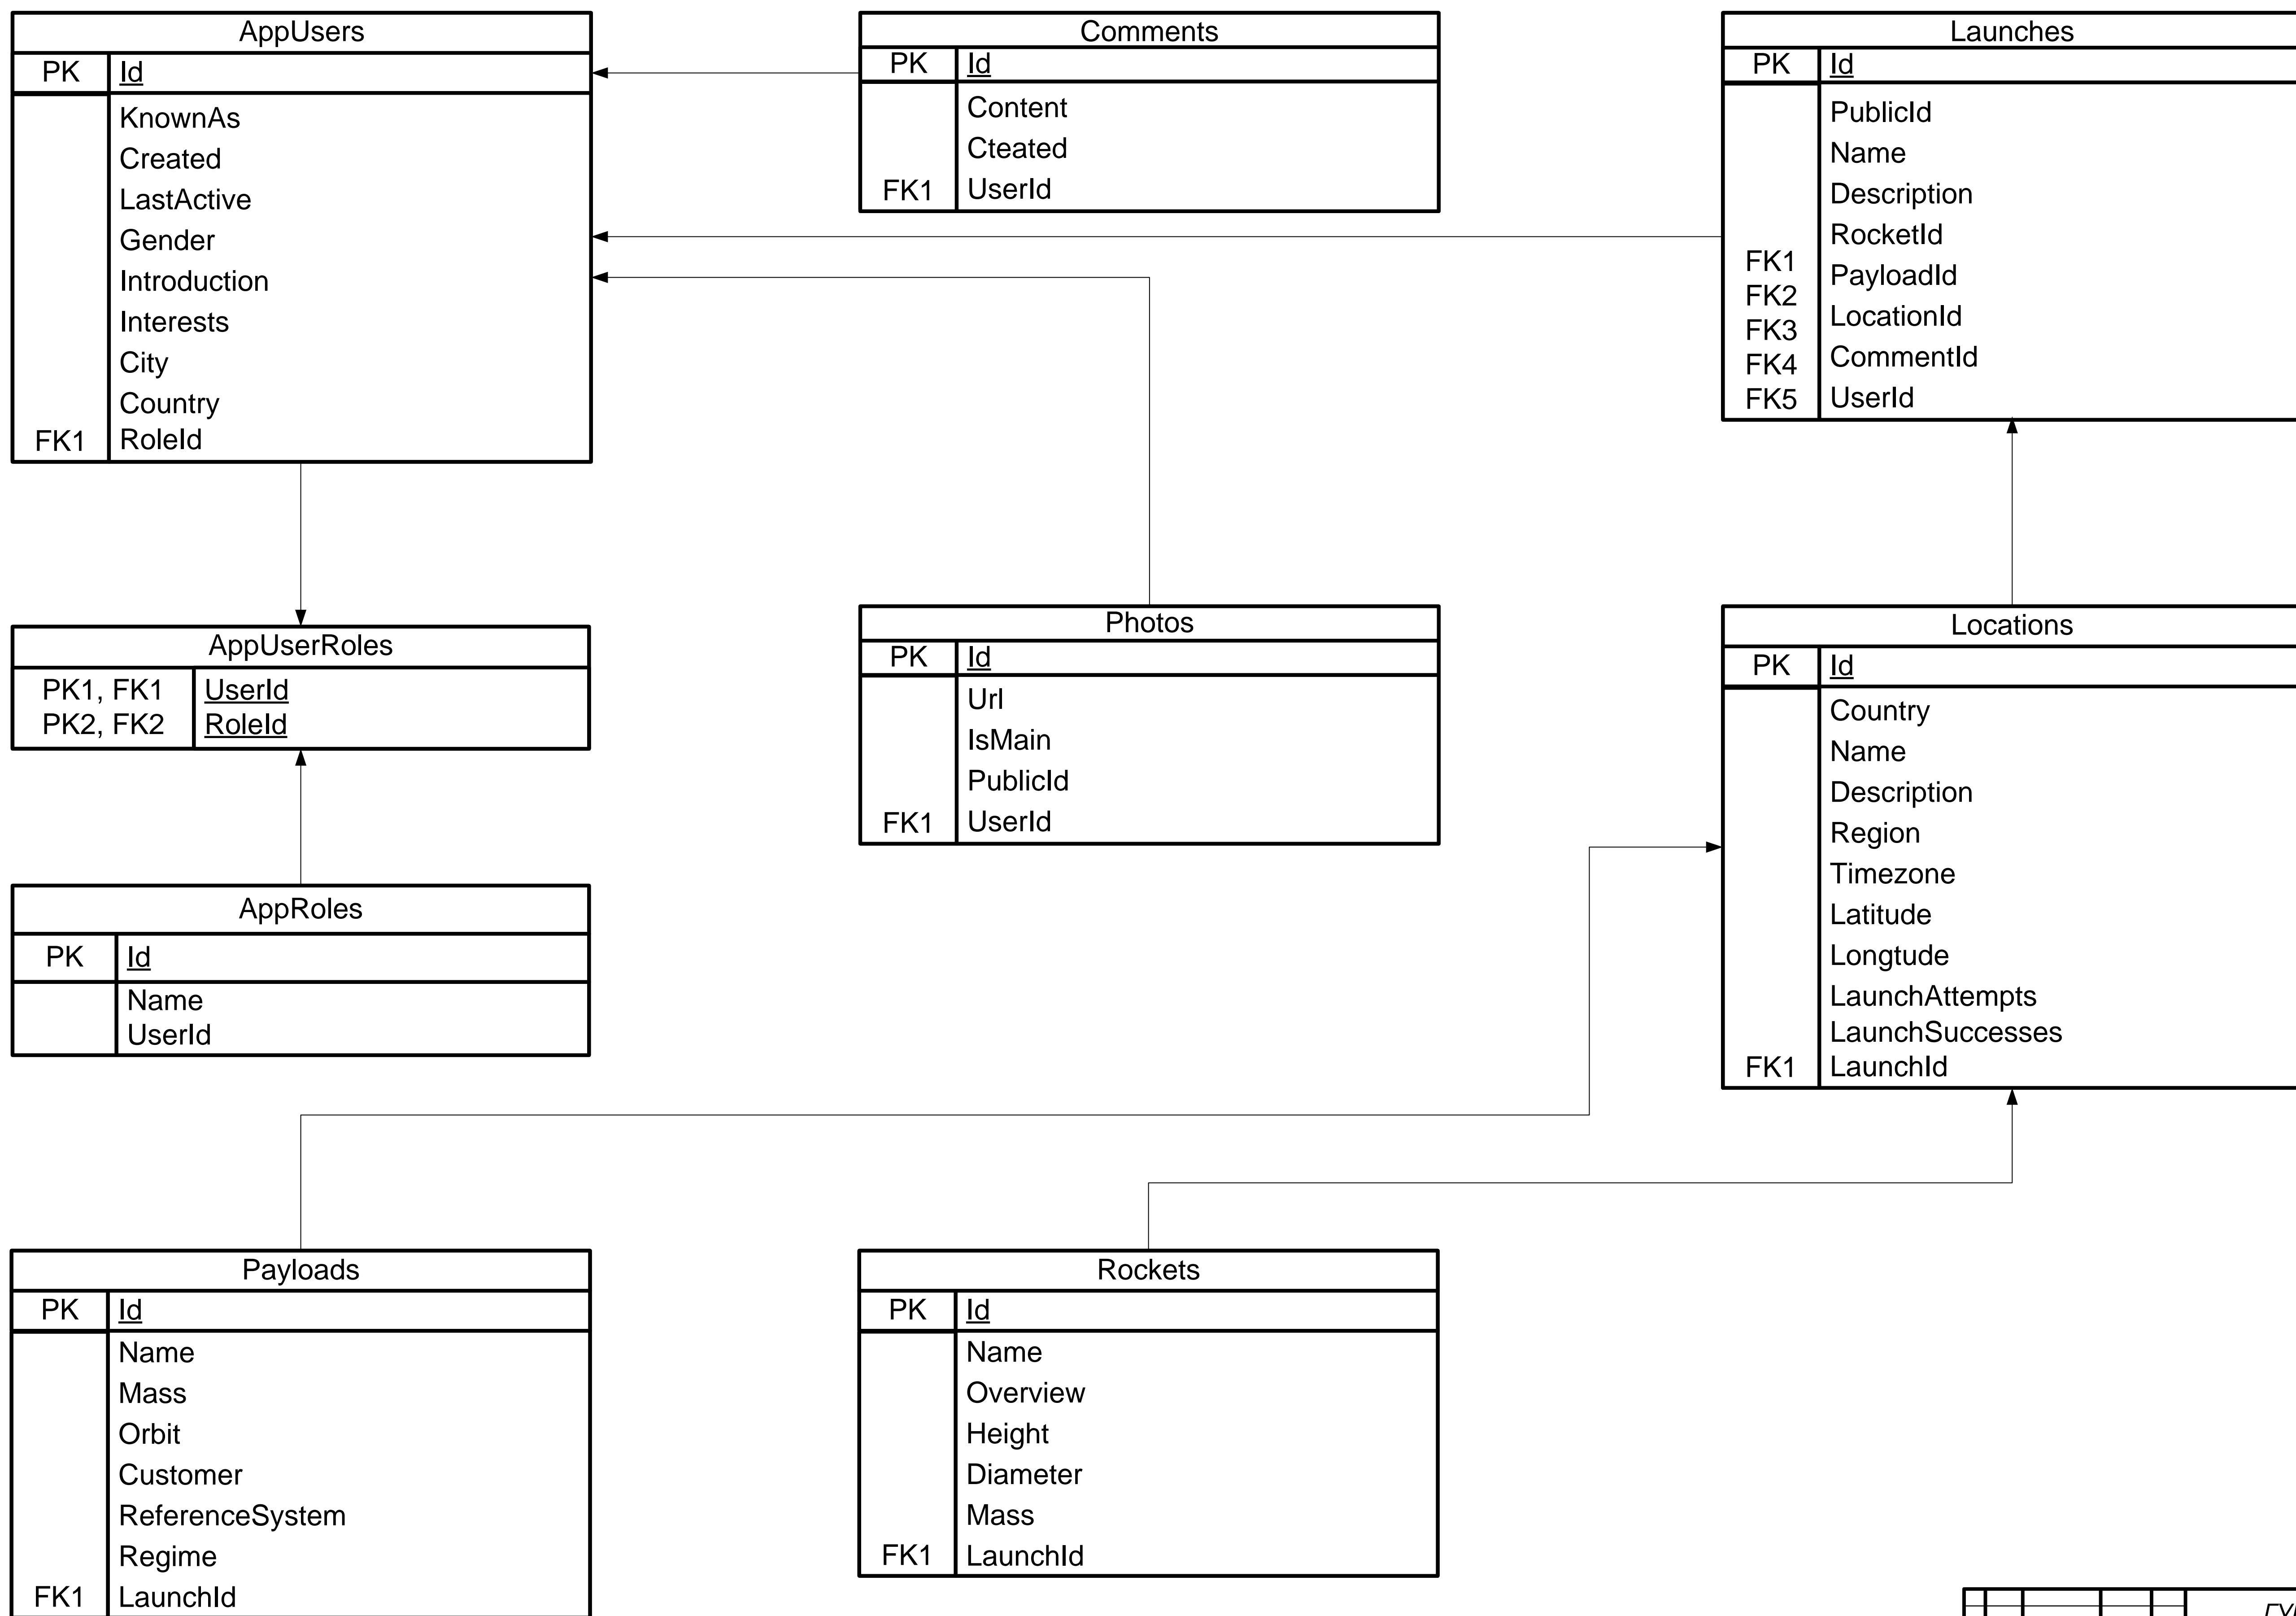 AppUsers
PK Id
KnownAs
Created
LastActive
Gender
Introduction
Interests
City
Country
FK1 RoleId
Comments
PK Id
Content
Cteated
FK1 UserId
Launches
PK Id
PublicId
Name
Description
RocketId
FK1 PayloadId
FK2 LocationId
FK3 CommentId
FK4 UserId
FK5
AppUserRoles
PK1, FK1 UserId
PK2, FK2 RoleId
Photos
PK Id
Url
IsMain
PublicId
FK1 UserId
Locations
PK Id
Country
Name
Description
Region
Timezone
Latitude
Longtude
LaunchAttempts
LaunchSuccesses
FK1 LaunchId
AppRoles
PK Id
Name
UserId
Payloads
PK Id
Name
Mass
Orbit
Customer
ReferenceSystem
Regime
FK1 LaunchId
Rockets
PK Id
Name
Overview
Height
Diameter
Mass
FK1 LaunchId